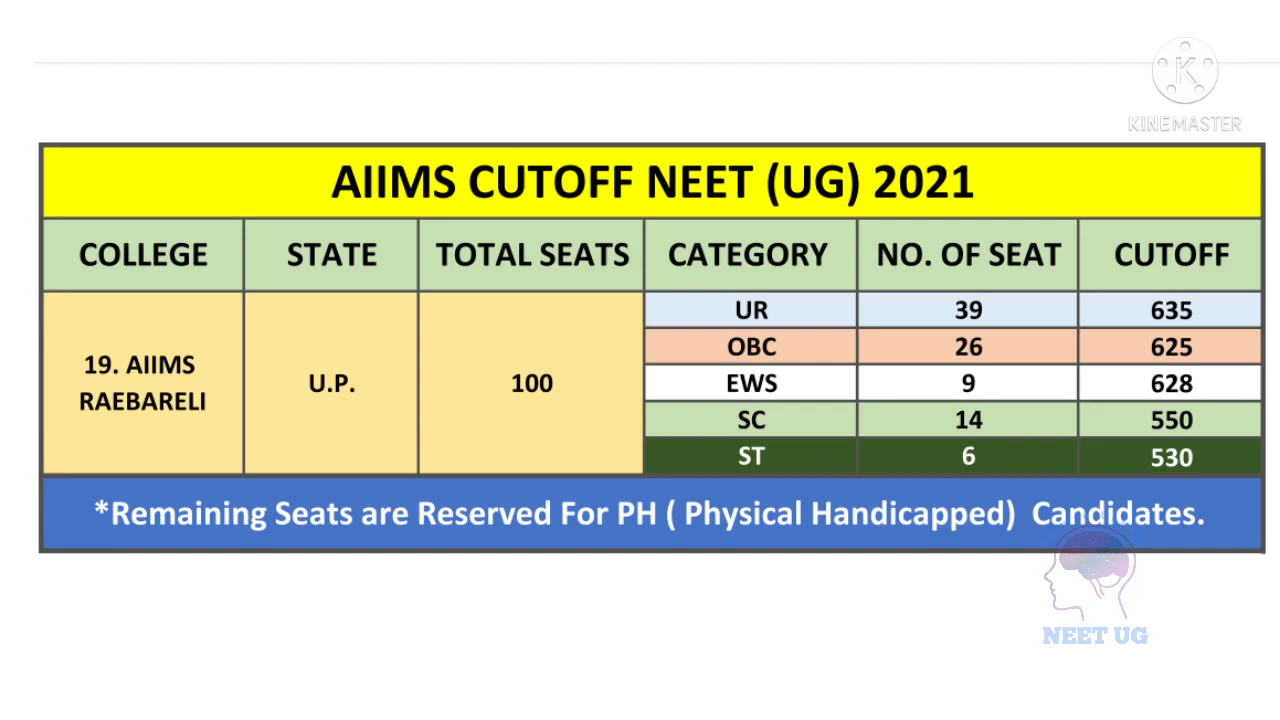 KINEMASTER
AIIMS CUTOFF NEET (UG) 2021
COLLEGE STATE TOTAL SEATS CATEGORY NO. OF SEAT CUTOFF
19. AIIMS RAEBARELI U.P. 100 UR 39 635
OBC 26 625
EWS 9 628
SC 14 550
ST 6 530
*Remaining Seats are Reserved For PH ( Physical Handicapped) Candidates.
NEET UG